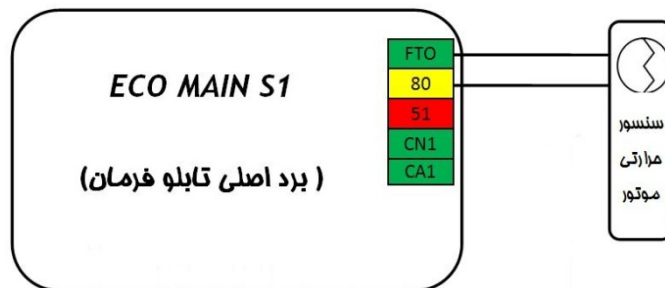 ECO MAIN S1
( برد اصلی تابلو فرمان)
FTO
80
51
CN1
CA1
سنسور
حرارتی
موتور